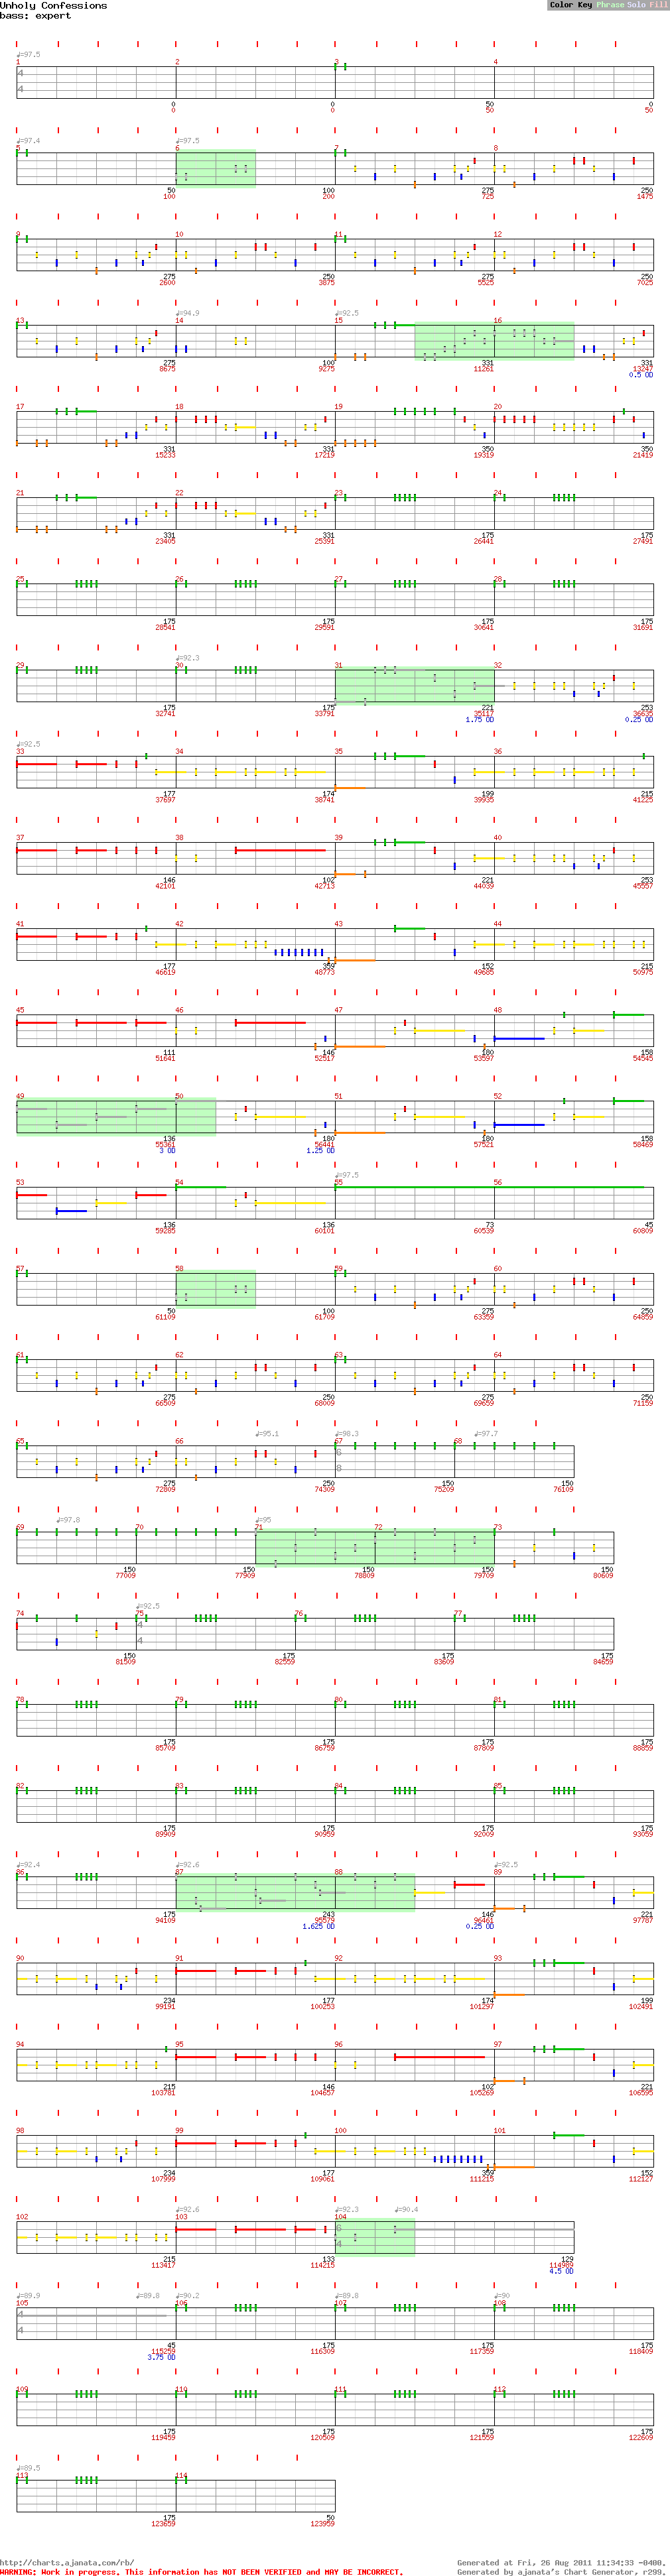 Unholy Confessions
bass: expert
Color Key Phrase Solo Fill
♩=97.5
1 2 3 4
4
4
0 0 50 0
0 0 50 50
♩=97.4 ♩=97.5
5 6 7 8
50 100 275 250
100 200 725 1475
9 10 11 12
275 250 275 250
2600 3875 5525 7025
♩=94.9 ♩=92.5
13 14 15 16
275 100 331 331
8675 9275 11261 13247
0.5 OD
17 18 19 20
331 331 350 350
15233 17219 19319 21419
21 22 23 24
331 331 175 175
23405 25391 26441 27491
25 26 27 28
175 175 175 175
28541 29591 30641 31691
♩=92.3
29 30 31 32
175 175 221 253
32741 33791 35117 36635
1.75 OD 0.25 OD
♩=92.5
33 34 35 36
177 174 199 215
37697 38741 39935 41225
37 38 39 40
146 102 221 253
42101 42713 44039 45557
41 42 43 44
177 359 152 215
46619 48773 49685 50975
45 46 47 48
111 146 180 158
51641 52517 53597 54545
49 50 51 52
136 180 180 158
55361 56441 57521 58469
3 OD 1.25 OD
♩=97.5
53 54 55 56
136 136 73 45
59285 60101 60539 60809
57 58 59 60
50 100 275 250
61109 61709 63359 64859
61 62 63 64
275 250 275 250
66509 68009 69659 71159
♩=95.1 ♩=98.3 ♩=97.7
65 66 67 68
6
8
275 250 150 150
72809 74309 75209 76109
♩=97.8 ♩=95
69 70 71 72 73
150 150 150 150 150
77009 77909 78809 79709 80609
♩=92.5
74 75 76 77
4
4
150 175 175 175
81509 82559 83609 84659
78 79 80 81
175 175 175 175
85709 86759 87809 88859
82 83 84 85
175 175 175 175
89909 90959 92009 93059
♩=92.4 ♩=92.6 ♩=92.5
86 87 88 89
175 243 146 221
94109 95579 96461 97787
1.625 OD 0.25 OD
90 91 92 93
234 177 174 199
99191 100253 101297 102491
94 95 96 97
215 146 102 221
103781 104657 105269 106595
98 99 100 101
234 177 359 152
107999 109061 111215 112127
♩=92.6 ♩=92.3 ♩=90.4
102 103 104
6
4
215 133 129
113417 114215 114989
4.5 OD
♩=89.9 ♩=89.8 ♩=90.2 ♩=89.8 ♩=90
105 106 107 108
4
4
45 175 175 175
115259 116309 117359 118409
3.75 OD
109 110 111 112
175 175 175 175
119459 120509 121559 122609
♩=89.5
113 114
175 50
123659 123959
http://charts.ajanata.com/rb/ Generated at Fri, 26 Aug 2011 11:34:33 -0400.
WARNING: Work in progress. This information has NOT BEEN VERIFIED and MAY BE INCORRECT. Generated by ajanata's Chart Generator, r299.